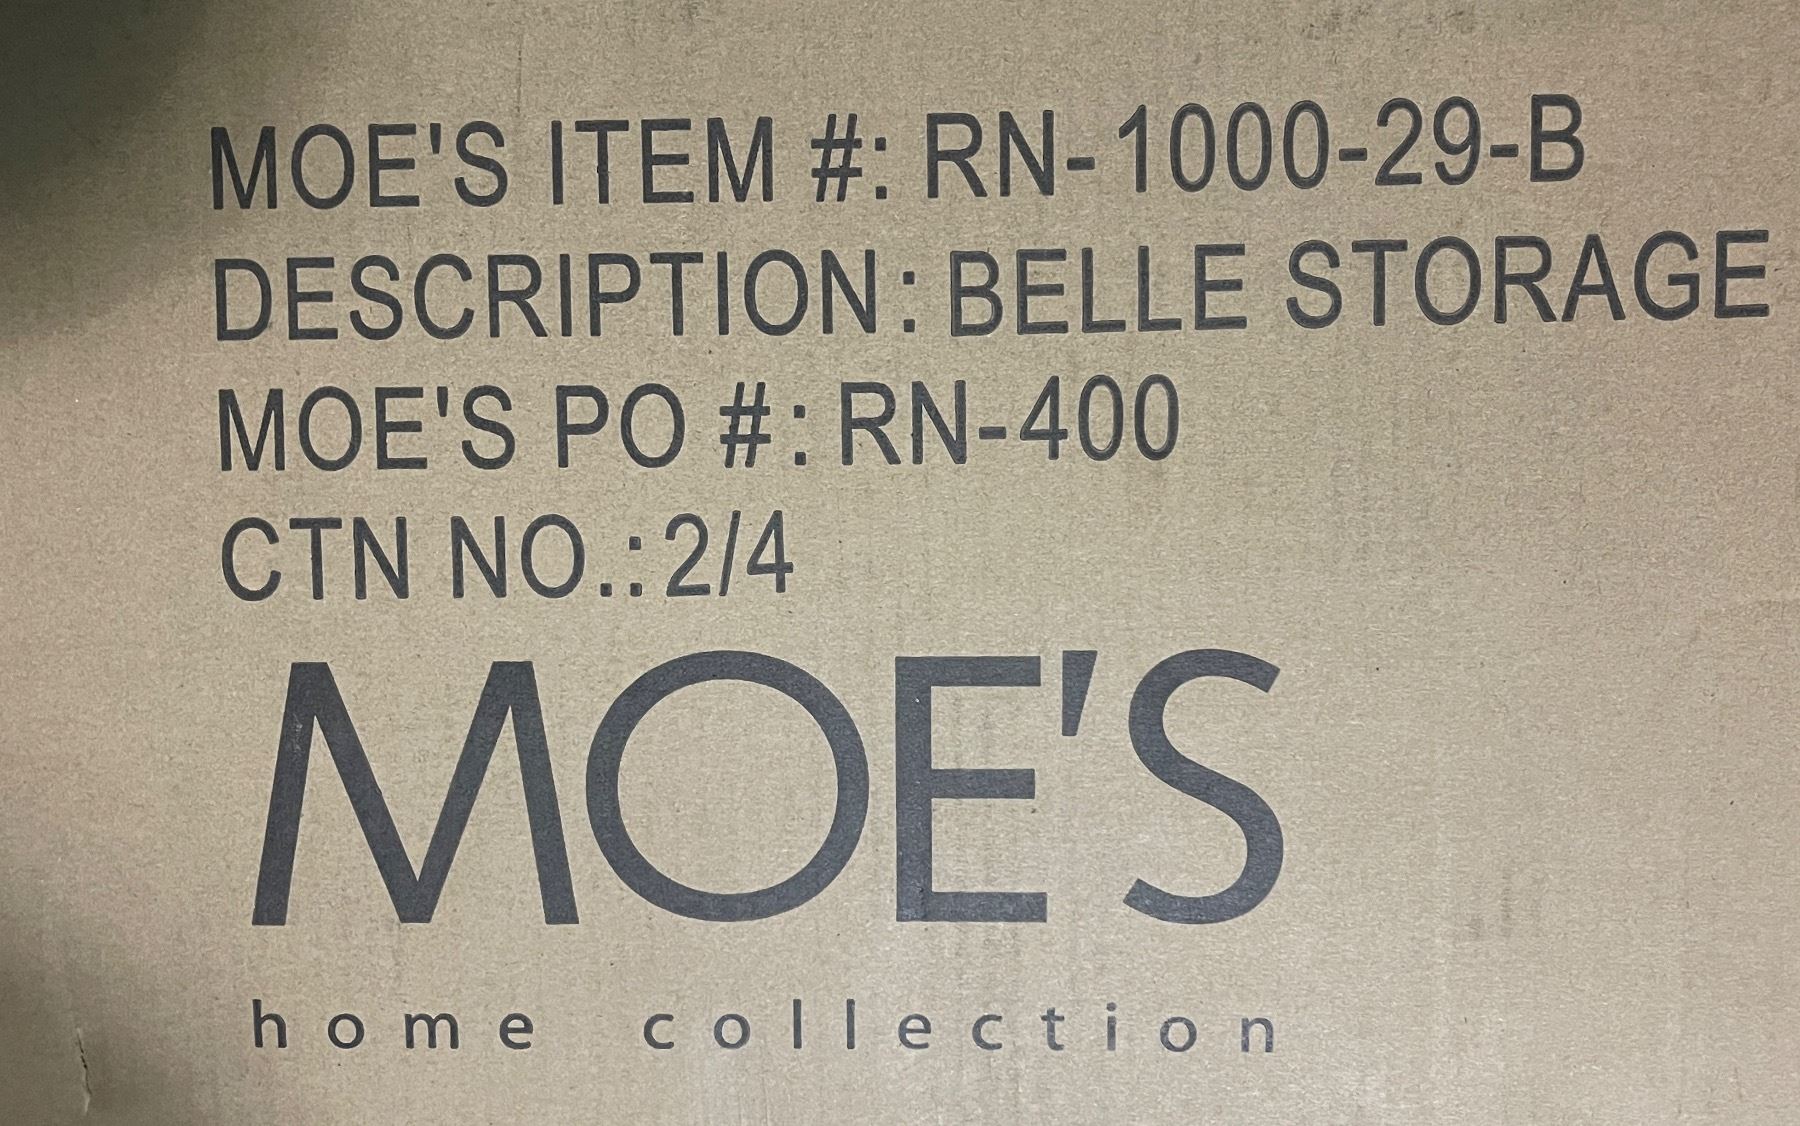 MOE'S ITEM #: RN-1000-29-B
DESCRIPTION: BELLE STORAGE
MOE'S PO #: RN-400
CTN NO.: 2/4
MOE'S
home collection